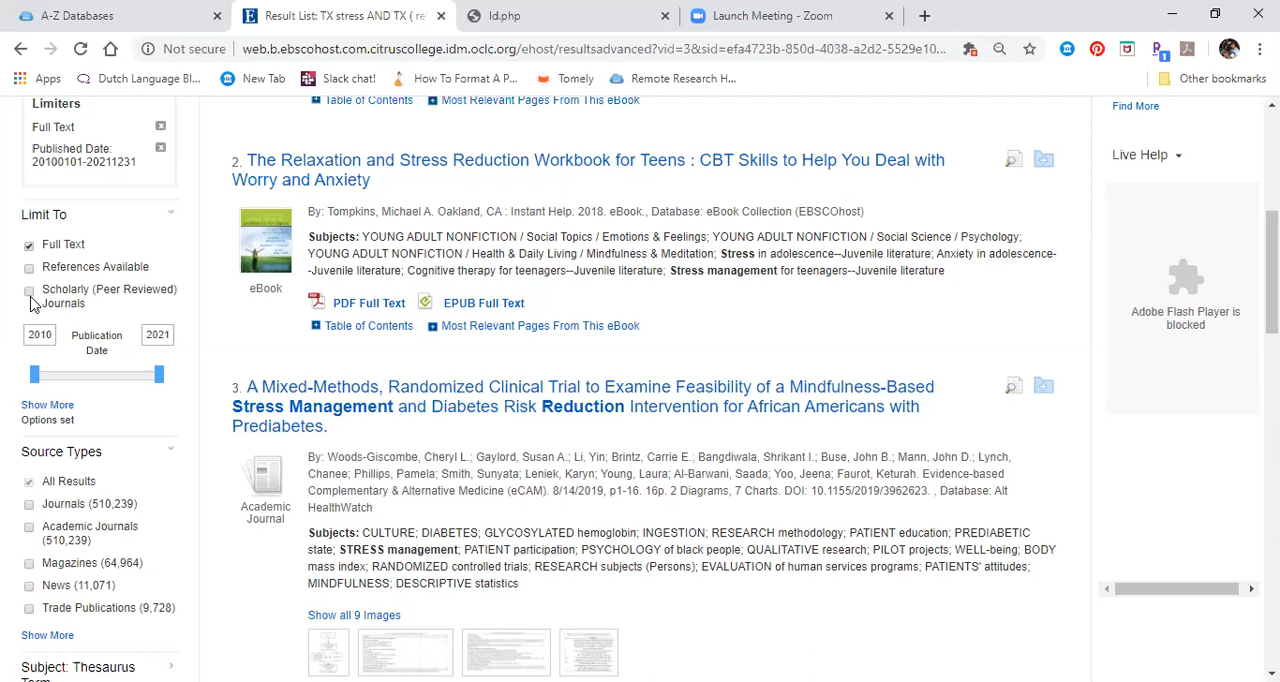 A-Z Databases
Result List: TX stress AND TX ( re
ld.php
Launch Meeting - Zoom
Not secure
web.b.ebscohost.com.citruscollege.idm.oclc.org/ehost/resultsadvanced?vid=3&sid=efa4723b-850d-4038-a2d2-5529e10...
1
Apps
Dutch Language Bl...
New Tab
Slack chat!
How To Format A P...
Tomely
Remote Research H...
Other bookmarks
Limiters
Full Text
Published Date:
20100101-20211231
Limit To
Full Text
References Available
Scholarly (Peer Reviewed)
Journals
2010
Publication
Date
2021
Show More
Options set
Source Types
All Results
Journals (510,239)
Academic Journals
(510,239)
Magazines (64,964)
News (11,071)
Trade Publications (9,728)
Show More
Subject: Thesaurus
Term
Table of Contents
Most Relevant Pages From This eBook
2. The Relaxation and Stress Reduction Workbook for Teens : CBT Skills to Help You Deal with
Worry and Anxiety
eBook
By: Tompkins, Michael A. Oakland, CA : Instant Help. 2018. eBook., Database: eBook Collection (EBSCOhost)
Subjects: YOUNG ADULT NONFICTION / Social Topics / Emotions & Feelings; YOUNG ADULT NONFICTION / Social Science / Psychology;
YOUNG ADULT NONFICTION / Health & Daily Living / Mindfulness & Meditation; Stress in adolescence--Juvenile literature; Anxiety in adolescence-
-Juvenile literature; Cognitive therapy for teenagers--Juvenile literature; Stress management for teenagers--Juvenile literature
PDF Full Text
EPUB Full Text
Table of Contents
Most Relevant Pages From This eBook
3. A Mixed-Methods, Randomized Clinical Trial to Examine Feasibility of a Mindfulness-Based
Stress Management and Diabetes Risk Reduction Intervention for African Americans with
Prediabetes.
Academic
Journal
By: Woods-Giscombe, Cheryl L.; Gaylord, Susan A.; Li, Yin; Brintz, Carrie E.; Bangdiwala, Shrikant I.; Buse, John B.; Mann, John D.; Lynch,
Chanee; Phillips, Pamela; Smith, Sunyata; Leniek, Karyn; Young, Laura; Al-Barwani, Saada; Yoo, Jeena; Faurot, Keturah. Evidence-based
Complementary & Alternative Medicine (eCAM). 8/14/2019, p1-16. 16p. 2 Diagrams, 7 Charts. DOI: 10.1155/2019/3962623. , Database: Alt
HealthWatch
Subjects: CULTURE; DIABETES; GLYCOSYLATED hemoglobin; INGESTION; RESEARCH methodology; PATIENT education; PREDIABETIC
state; STRESS management; PATIENT participation; PSYCHOLOGY of black people; QUALITATIVE research; PILOT projects; WELL-being; BODY
mass index; RANDOMIZED controlled trials; RESEARCH subjects (Persons); EVALUATION of human services programs; PATIENTS' attitudes;
MINDFULNESS; DESCRIPTIVE statistics
Show all 9 Images
Find More
Live Help
Adobe Flash Player is
blocked